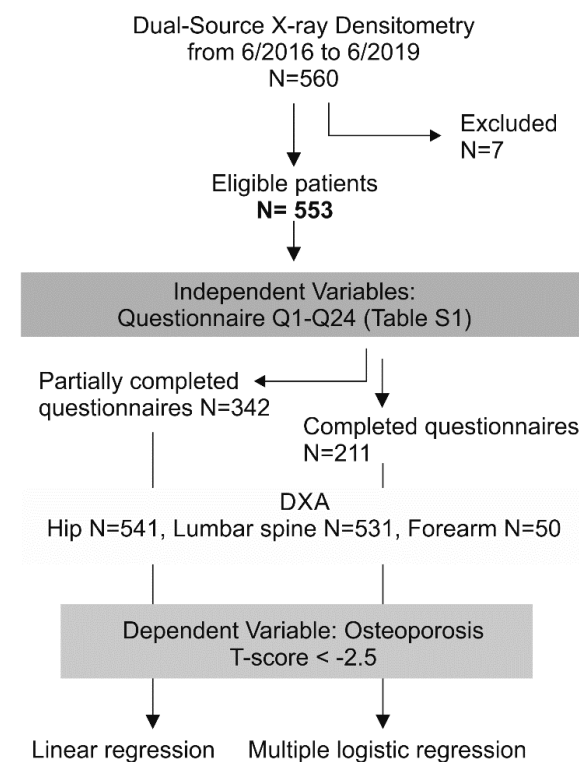 Dual-Source X-ray Densitometry
from 6/2016 to 6/2019
N=560
Excluded
N=7
Eligible patients
N= 553
Independent Variables:
Questionnaire Q1-Q24 (Table S1)
Partially completed
questionnaires N=342
Completed questionnaires
N=211
DXA
Hip N=541, Lumbar spine N=531, Forearm N=50
Dependent Variable: Osteoporosis
T-score < -2.5
Linear regression
Multiple logistic regression